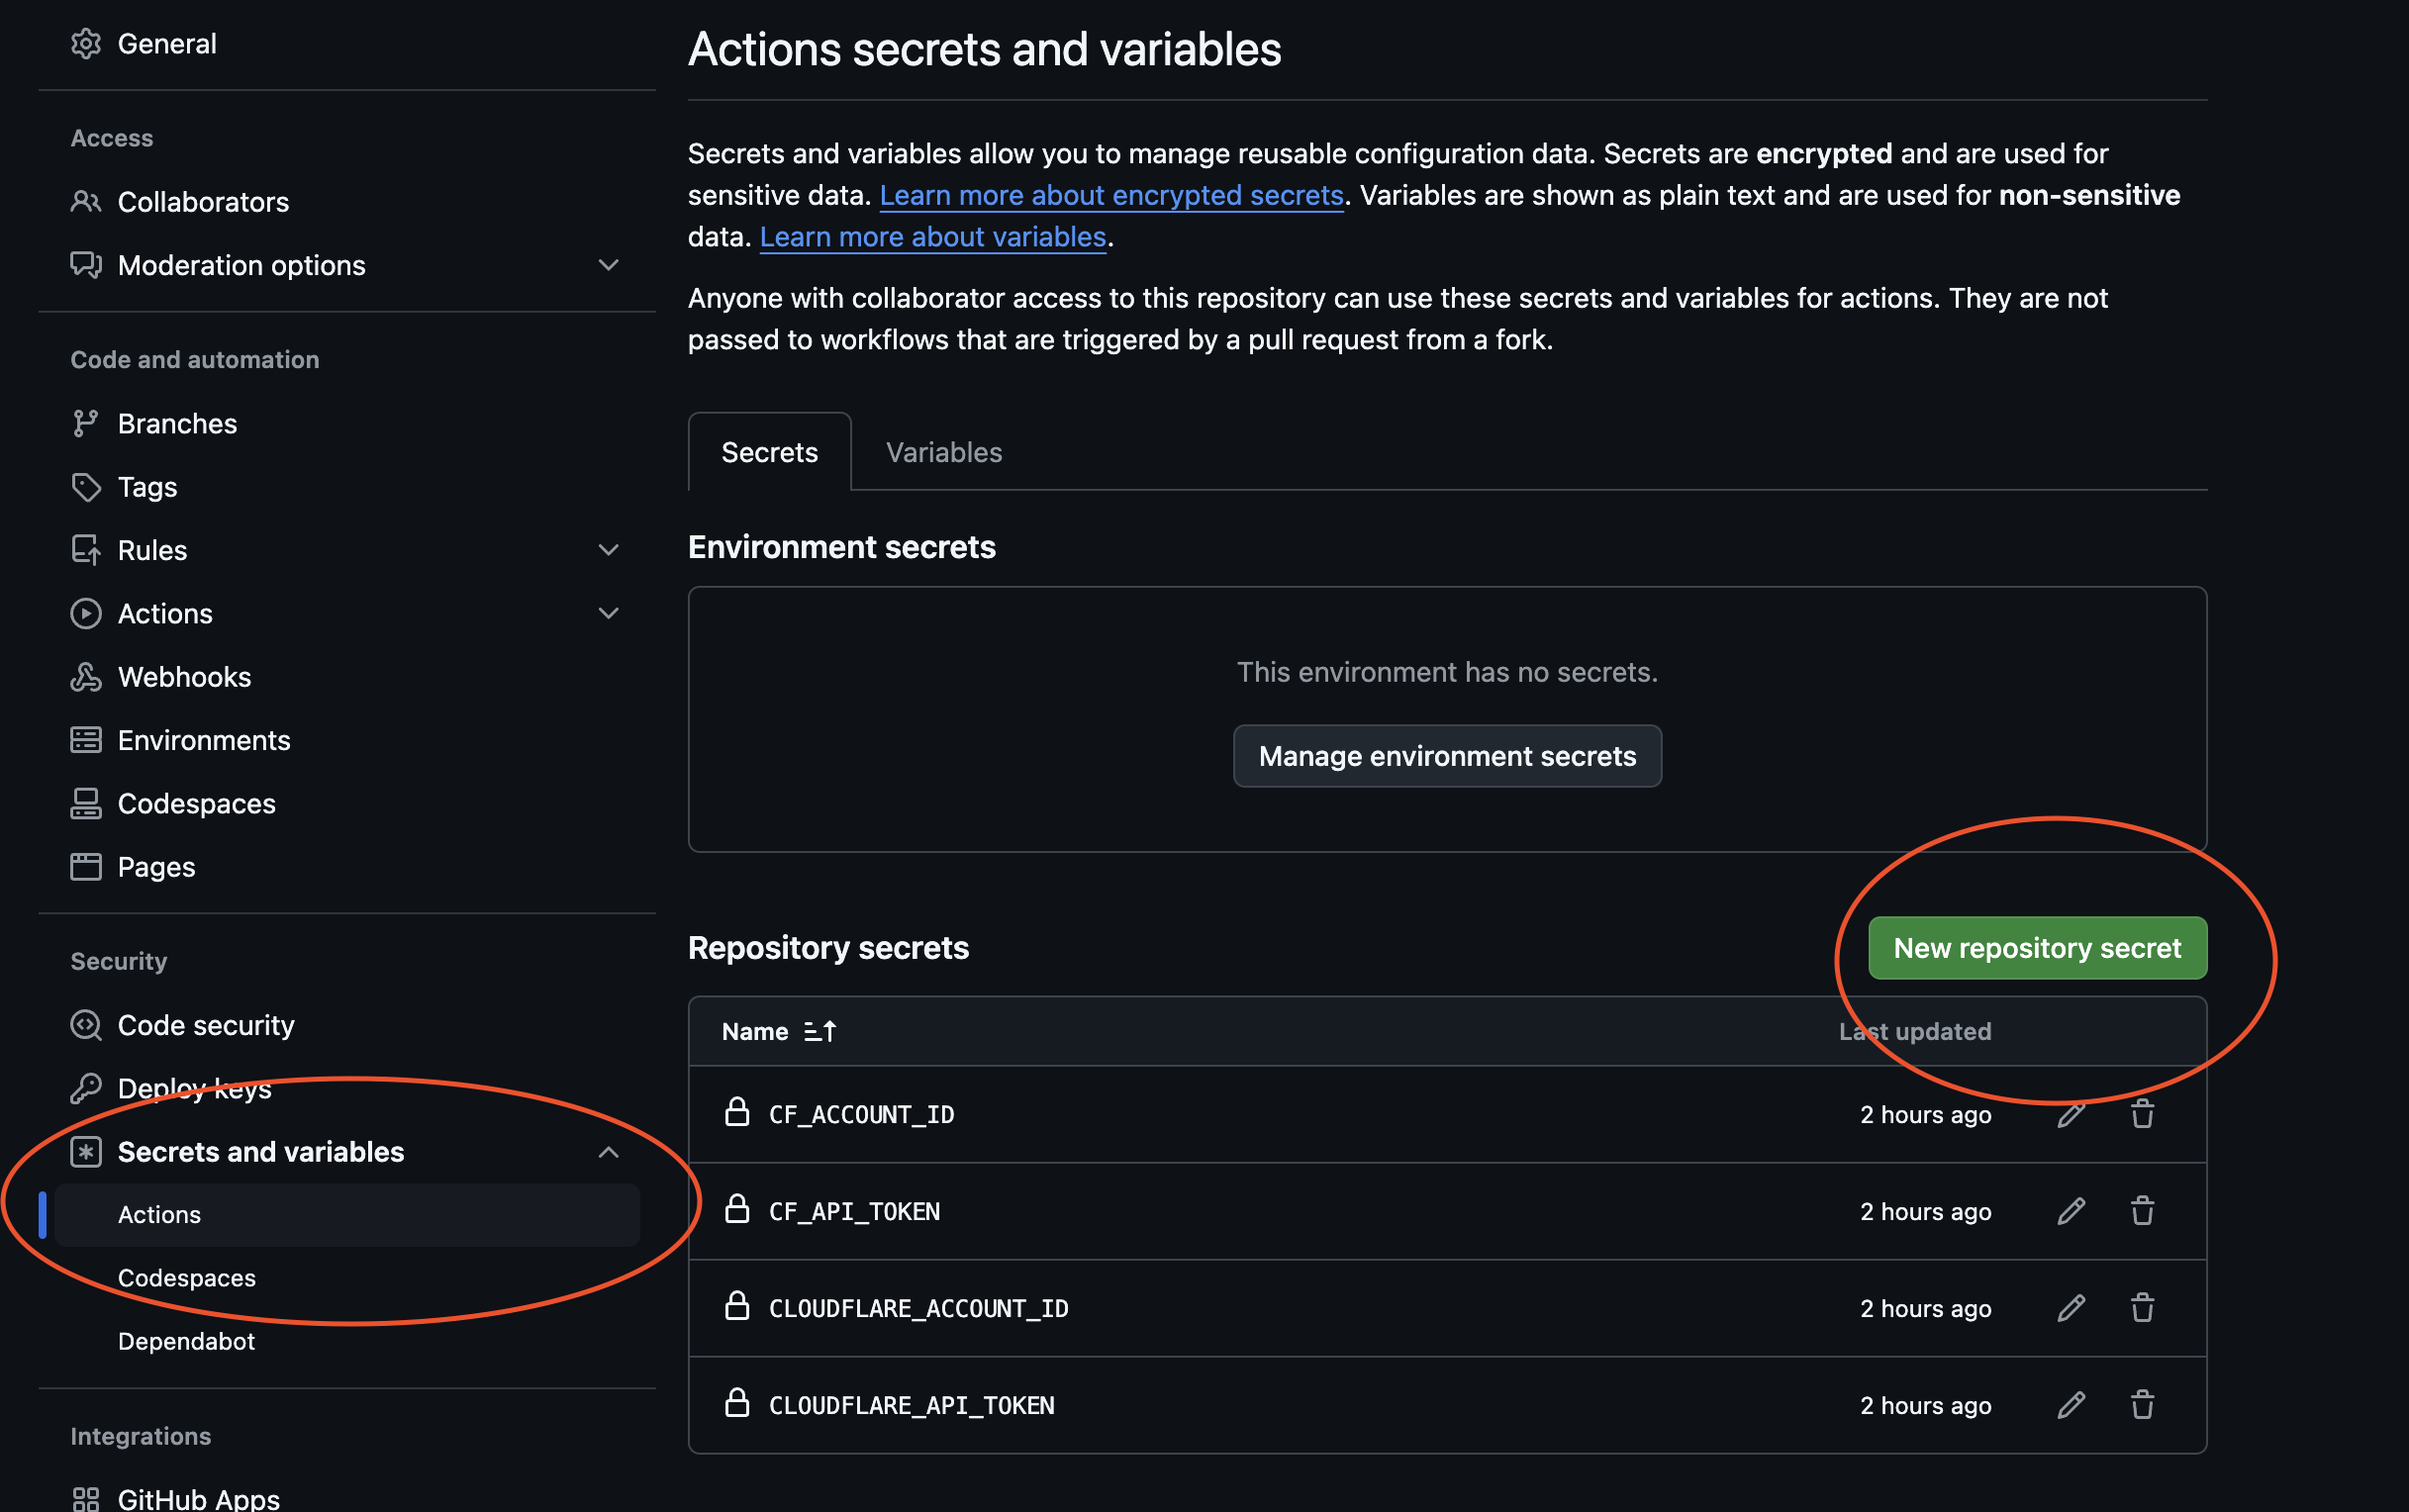 General
Access
Collaborators
Moderation options
Code and automation
Branches
Tags
Rules
Actions
Webhooks
Environments
Codespaces
Pages
Security
Code security
Deploy keys
Secrets and variables
Actions
Codespaces
Dependabot
Integrations
GitHub Apps
Actions secrets and variables
Secrets and variables allow you to manage reusable configuration data. Secrets are encrypted and are used for
sensitive data. Learn more about encrypted secrets. Variables are shown as plain text and are used for non-sensitive
data. Learn more about variables.
Anyone with collaborator access to this repository can use these secrets and variables for actions. They are not
passed to workflows that are triggered by a pull request from a fork.
Secrets Variables
Environment secrets
This environment has no secrets.
Manage environment secrets
Repository secrets New repository secret
Name Last updated
CF_ACCOUNT_ID 2 hours ago
CF_API_TOKEN 2 hours ago
CLOUDFLARE_ACCOUNT_ID 2 hours ago
CLOUDFLARE_API_TOKEN 2 hours ago